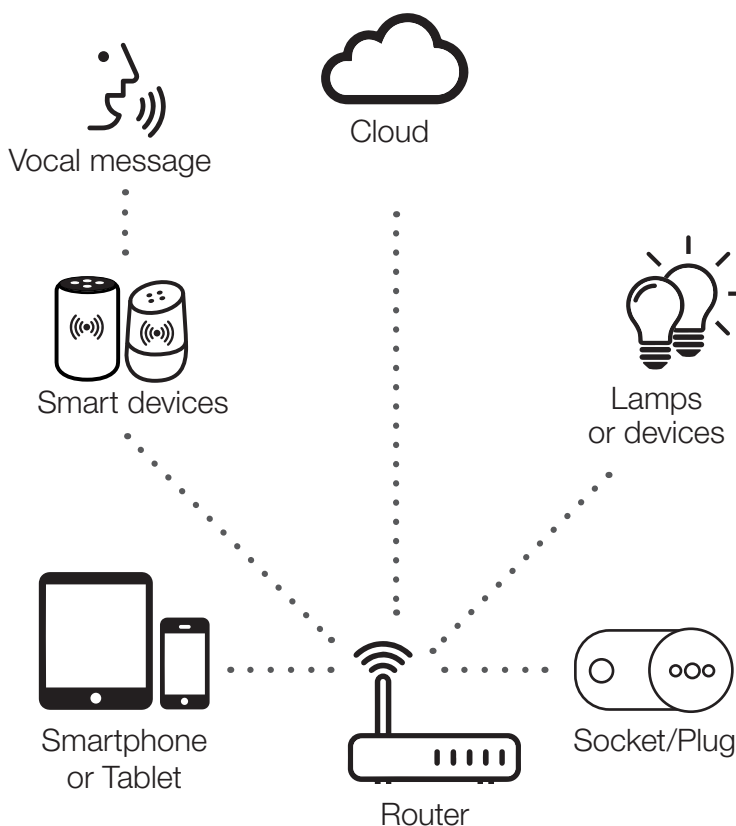 Vocal message
Cloud
Smart devices
Lamps
or devices
Smartphone
or Tablet
Socket/Plug
Router